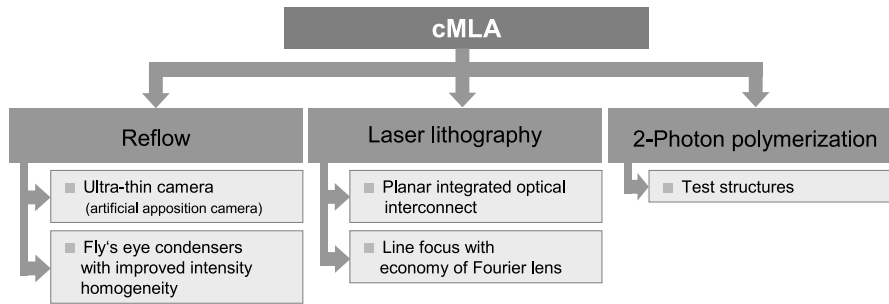 cMLA
Reflow
Laser lithography
2-Photon polymerization
Ultra-thin camera
(artificial apposition camera)
Fly's eye condensers
with improved intensity
homogeneity
Planar integrated optical
interconnect
Line focus with
economy of Fourier lens
Test structures